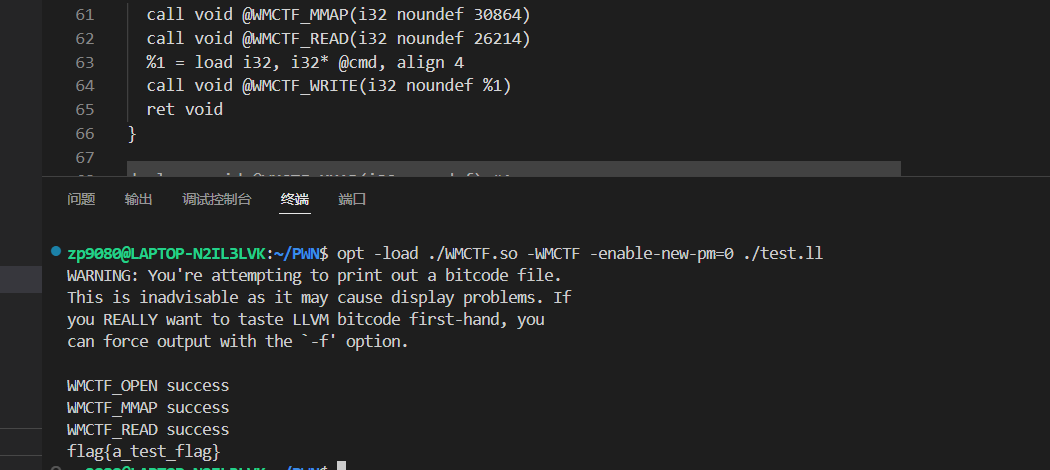 61 call void @WMCTF_MMAP(i32 noundef 30864)
62 call void @WMCTF_READ(i32 noundef 26214)
63 %1 = load i32, i32* @cmd, align 4
64 call void @WMCTF_WRITE(i32 noundef %1)
65 ret void
66 }
67
问题 输出 调试控制台 终端 端口
zp9080@LAPTOP-N2IL3LVK:~/PWN$ opt -load ./WMCTF.so -WMCTF -enable-new-pm=0 ./test.ll
WARNING: You're attempting to print out a bitcode file.
This is inadvisable as it may cause display problems. If
you REALLY want to taste LLVM bitcode first-hand, you
can force output with the `-f' option.
WMCTF_OPEN success
WMCTF_MMAP success
WMCTF_READ success
flag{a_test_flag}